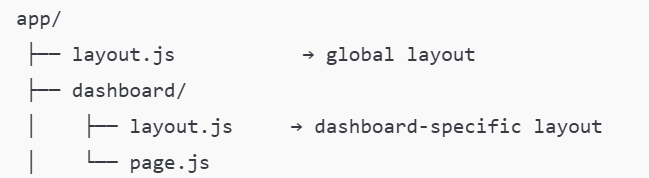 app/
├── layout.js → global layout
├── dashboard/
│ ├── layout.js → dashboard-specific layout
│ └── page.js